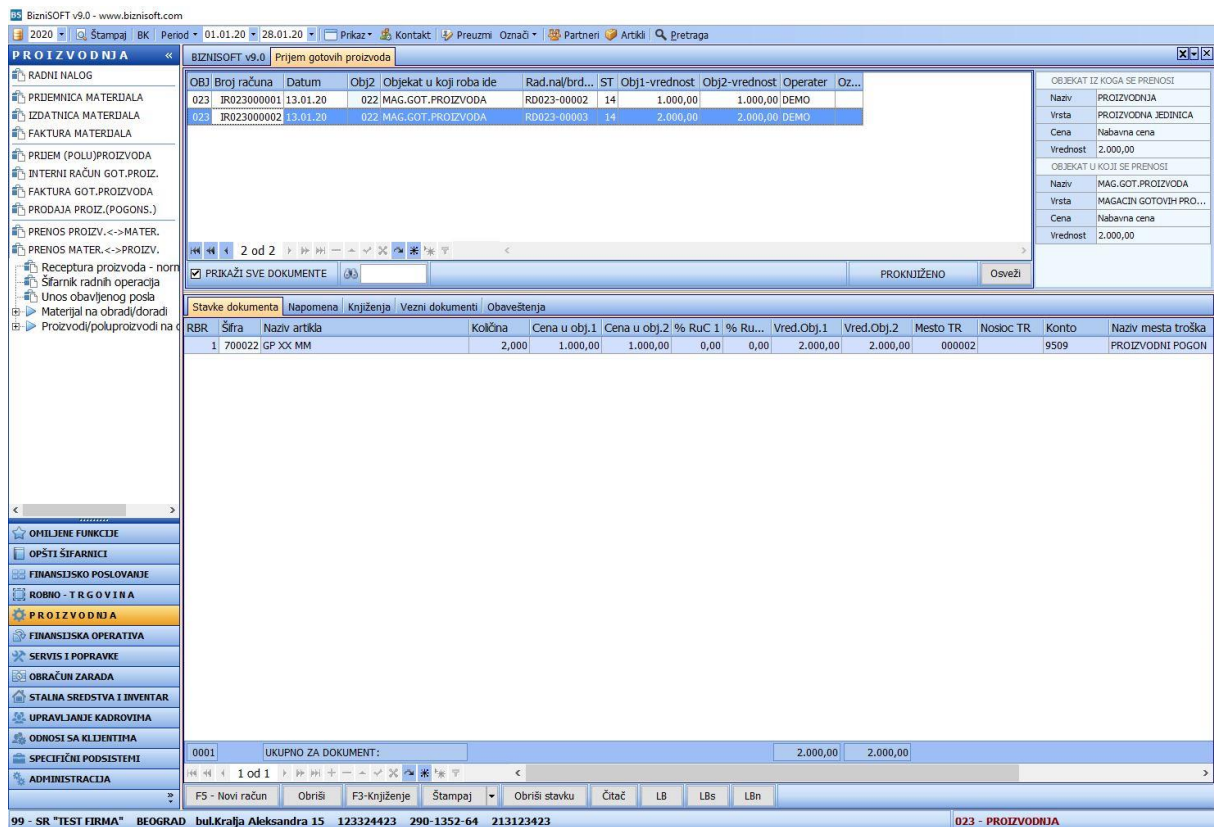 BizniSOFT v9.0 - www.biznisoft.com
2020 Štampaj BK Period 01.01.20 28.01.20 Prikaz Kontakt Preuzmi Označi Partneri Artikli Pretraga
PROIZVODNJA «
RADNI NALOG
PRIJEMNICA MATERIJALA
IZDATNICA MATERIJALA
FAKTURA MATERIJALA
PRIJEM (POLU)PROIZVODA
INTERNI RAČUN GOT.PROIZ.
FAKTURA GOT.PROIZVODA
PRODAJA PROIZ.(POGONS.)
PRENOS PROIZV.<->MATER.
PRENOS MATER.<->PROIZV.
Receptura proizvoda - norm
Šifarnik radnih operacija
Unos obavljenog posla
Materijal na obradi/doradi
Proizvodi/poluproizvodi na d
OMILJENE FUNKCIJE
OPŠTI ŠIFARNICI
FINANSIJSKO POSLOVANJE
ROBNO - T R G O V I N A
P R O I Z V O D NJ A
FINANSIJSKA OPERATIVA
SERVIS I POPRAVKE
OBRAČUN ZARADA
STALNA SREDSTVA I INVENTAR
UPRAVLJANJE KADROVIMA
ODNOSI SA KLIJENTIMA
SPECIFIČNI PODSISTEMI
ADMINISTRACIJA
BIZNISOFT v9.0 Prijem gotovih proizvoda
OBJ Broj računa Datum Obj2 Objekat u koji roba ide Rad.nal/brd... ST Obj1-vrednost Obj2-vrednost Operater Oz...
023 IR023000001 13.01.20 022 MAG.GOT.PROIZVODA RD023-00002 14 1.000,00 1.000,00 DEMO
023 IR023000002 13.01.20 022 MAG.GOT.PROIZVODA RD023-00003 14 2.000,00 2.000,00 DEMO
2 od 2
PRIKAŽI SVE DOKUMENTE PROKNJIŽENO Osveži
OBJEKAT IZ KOGA SE PRENOSI
Naziv PROIZVODNJA
Vrsta PROIZVODNA JEDINICA
Cena Nabavna cena
Vrednost 2.000,00
OBJEKAT U KOJI SE PRENOSI
Naziv MAG.GOT.PROIZVODA
Vrsta MAGACIN GOTOVIH PRO...
Cena Nabavna cena
Vrednost 2.000,00
Stavke dokumenta Napomena Knjiženja Vezni dokumenti Obaveštenja
RBR Šifra Naziv artikla Količina Cena u obj.1 Cena u obj.2 % RuC 1 % Ru... Vred.Obj.1 Vred.Obj.2 Mesto TR Nosioc TR Konto Naziv mesta troška
1 700022 GP XX MM 2,000 1.000,00 1.000,00 0,00 0,00 2.000,00 2.000,00 000002 9509 PROIZVODNI POGON
0001 UKUPNO ZA DOKUMENT: 2.000,00 2.000,00
1 od 1
F5 - Novi račun Obriši F3-Knjiženje Štampaj Obriši stavku Čitač LB LBs LBn
99 - SR "TEST FIRMA" BEOGRAD bul.Kralja Aleksandra 15 123324423 290-1352-64 213123423 023 - PROIZVODNJA